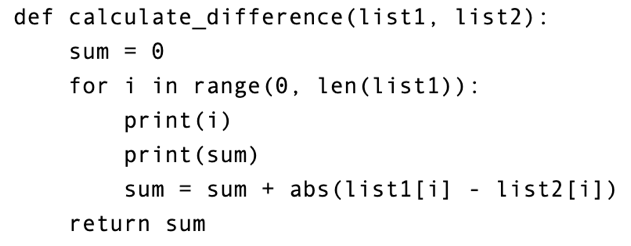 def calculate_difference(list1, list2):
    sum = 0
    for i in range(0, len(list1)):
        print(i)
        print(sum)
        sum = sum + abs(list1[i] - list2[i])
    return sum